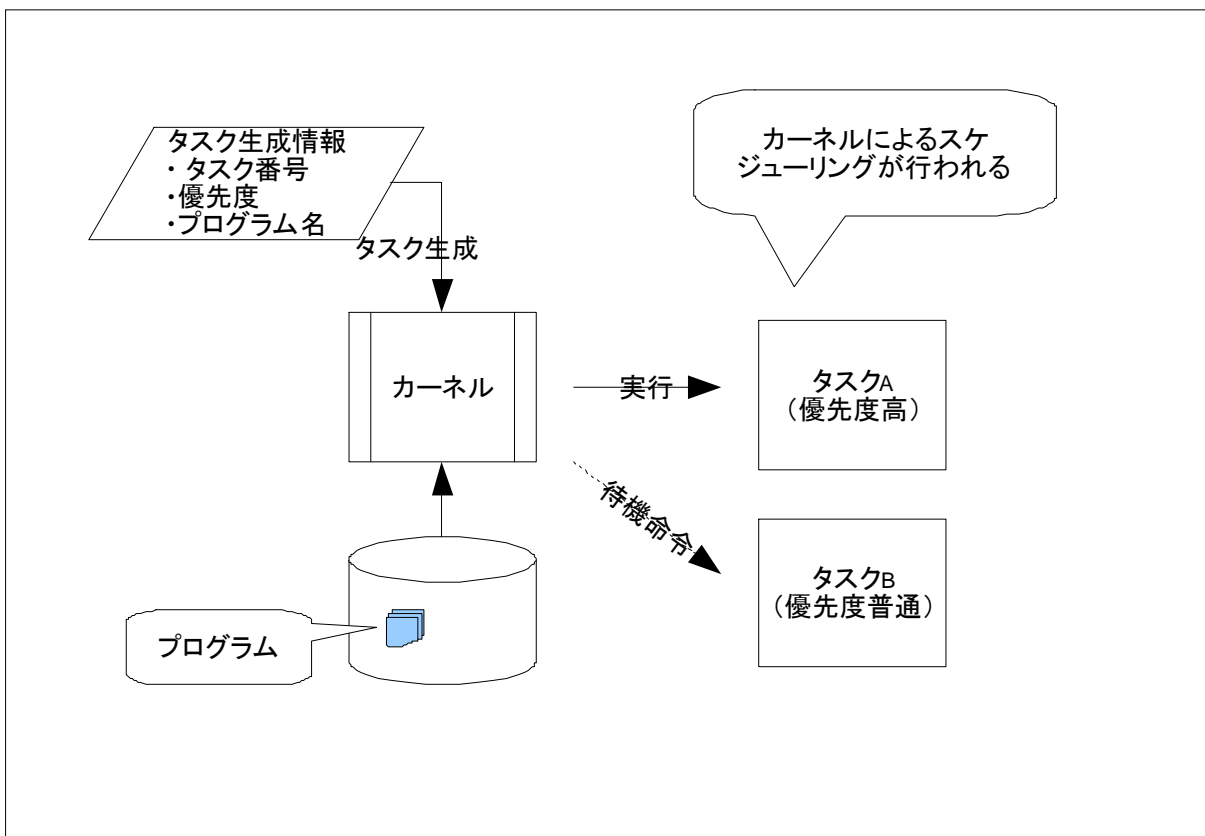 タスク生成情報
・ タスク番号
・優先度
・プログラム名
タスク生成
カーネルによるスケ
ジューリングが行われる
カーネル
実行
タスクA
（優先度高）
待機命令
タスクB
（優先度普通）
プログラム